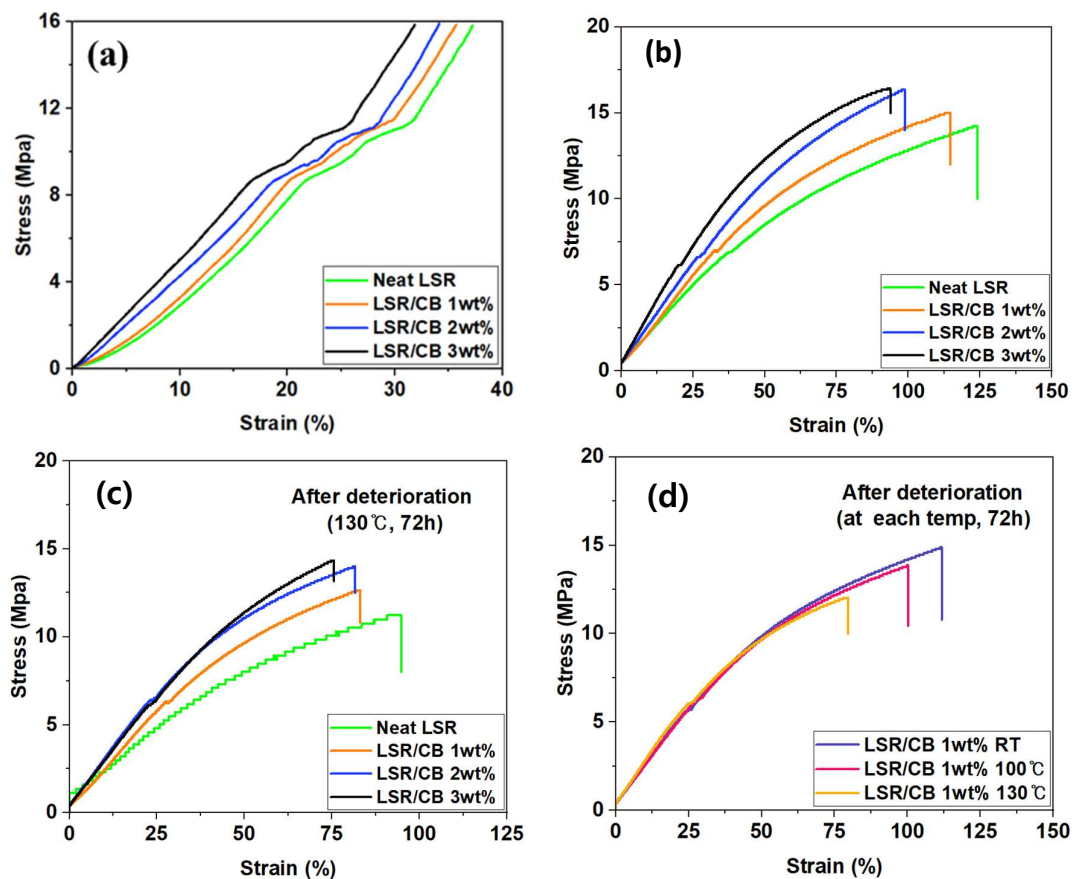 (a)
16
12
8
4
0
Stress (Mpa)
0 10 20 30 40
Strain (%)
Neat LSR
LSR/CB 1wt%
LSR/CB 2wt%
LSR/CB 3wt%
(b)
20
15
10
5
0
Stress (Mpa)
0 25 50 75 100 125 150
Strain (%)
Neat LSR
LSR/CB 1wt%
LSR/CB 2wt%
LSR/CB 3wt%
(c)
After deterioration
(130℃, 72h)
20
15
10
5
0
Stress (Mpa)
0 25 50 75 100 125
Strain (%)
Neat LSR
LSR/CB 1wt%
LSR/CB 2wt%
LSR/CB 3wt%
(d)
After deterioration
(at each temp, 72h)
20
15
10
5
0
Stress (MPa)
0 25 50 75 100 125 150
Strain (%)
LSR/CB 1wt% RT
LSR/CB 1wt% 100℃
LSR/CB 1wt% 130℃